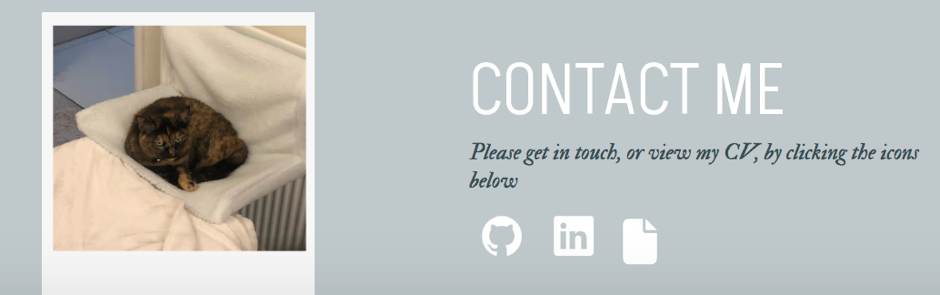 CONTACT ME
Please get in touch, or view my CV, by clicking the icons
below
in